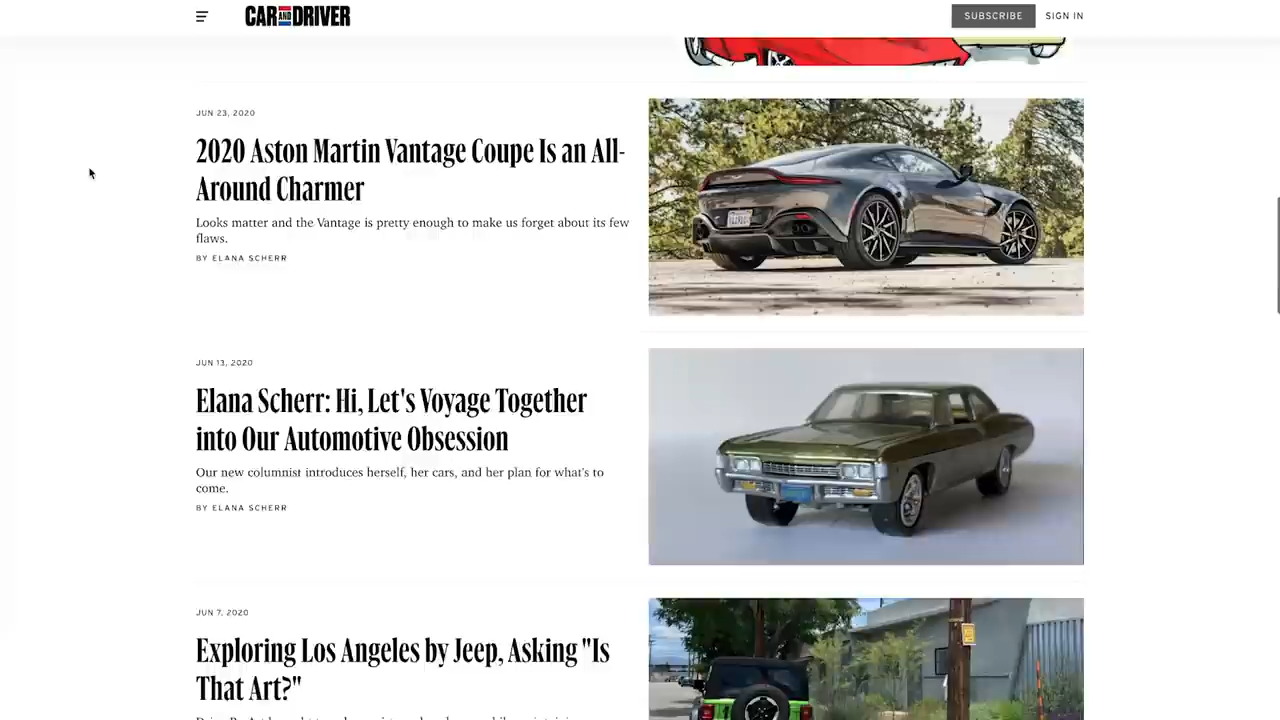 CAR AND DRIVER
SUBSCRIBE
SIGN IN
JUN 23, 2020
2020 Aston Martin Vantage Coupe Is an All-
Around Charmer
Looks matter and the Vantage is pretty enough to make us forget about its few
flaws.
BY ELANA SCHERR
JUN 13, 2020
Elana Scherr: Hi, Let's Voyage Together
into Our Automotive Obsession
Our new columnist introduces herself, her cars, and her plan for what's to
come.
BY ELANA SCHERR
JUN 7, 2020
Exploring Los Angeles by Jeep, Asking "Is
That Art?"